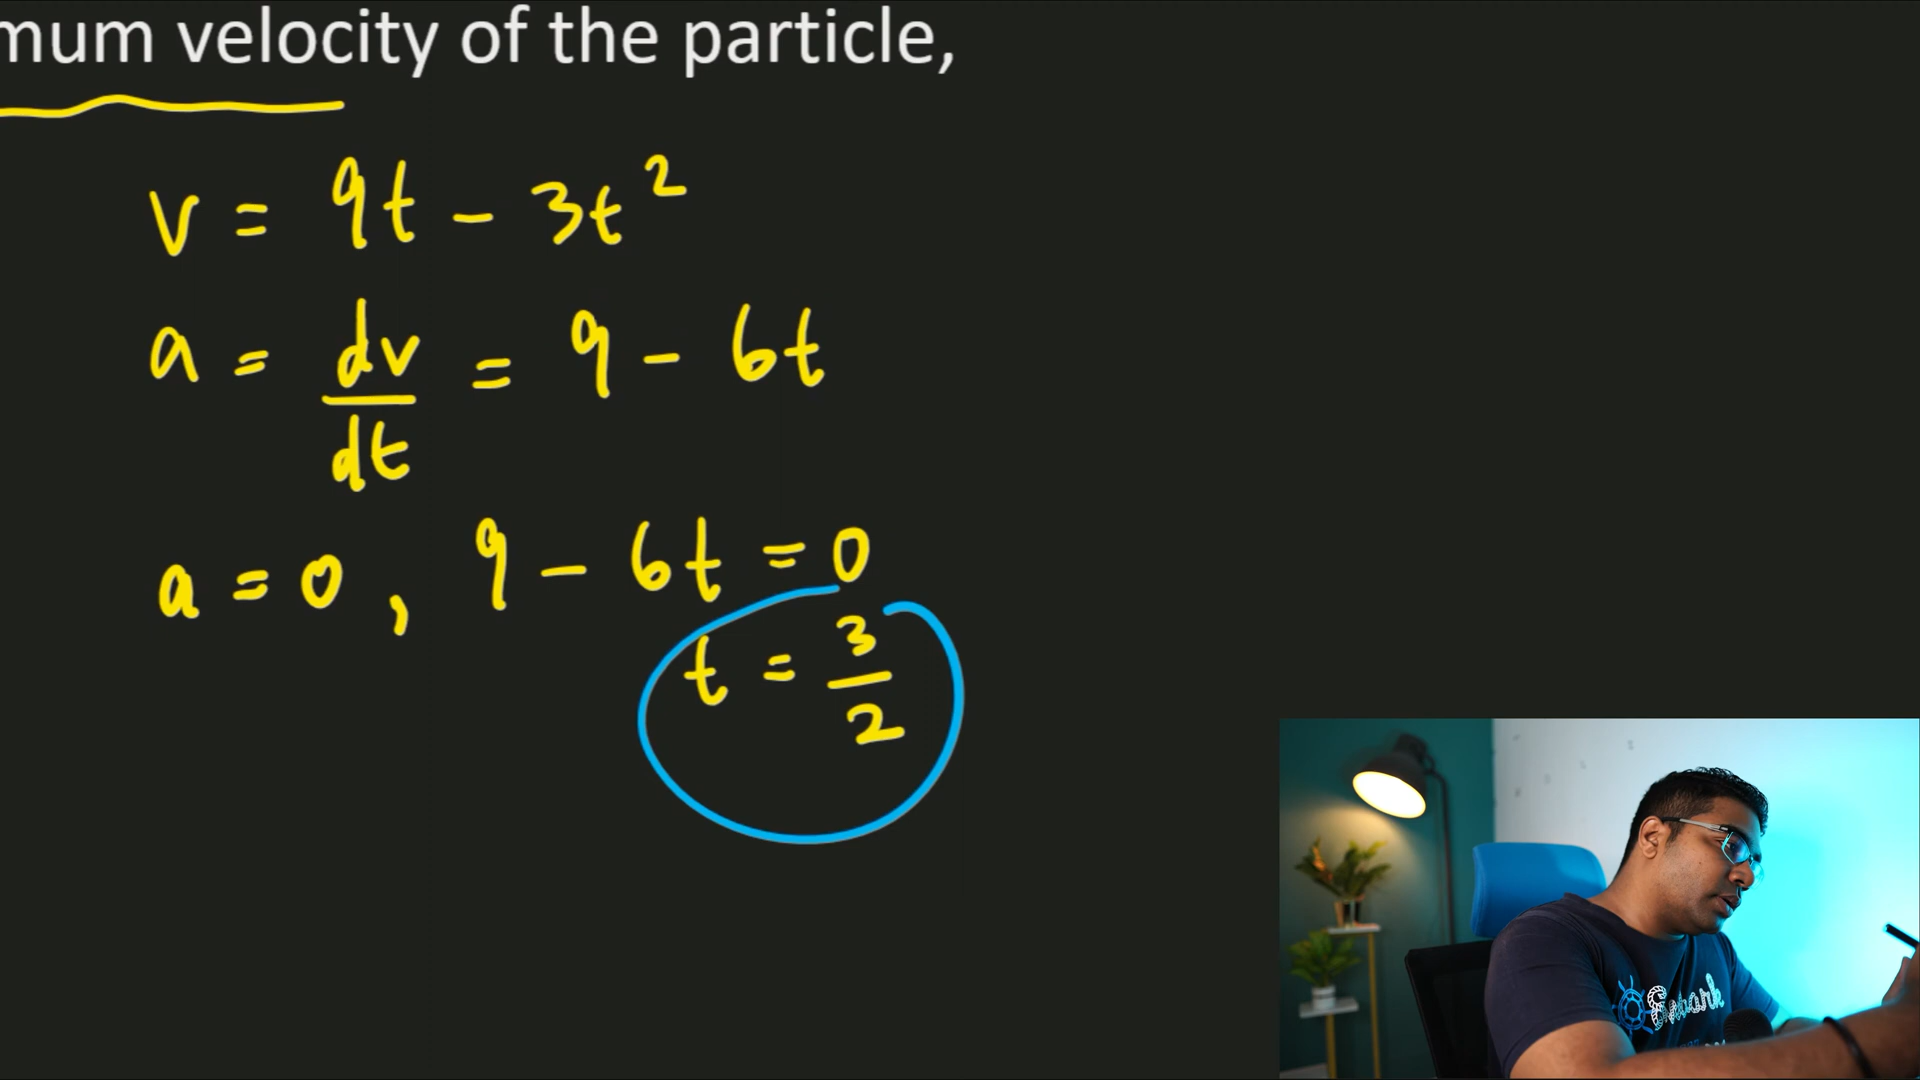 mum velocity of the particle,
v = 9t - 3t²
a = dv/dt = 9 - 6t
a = 0 , 9 - 6t = 0
t = 3/2